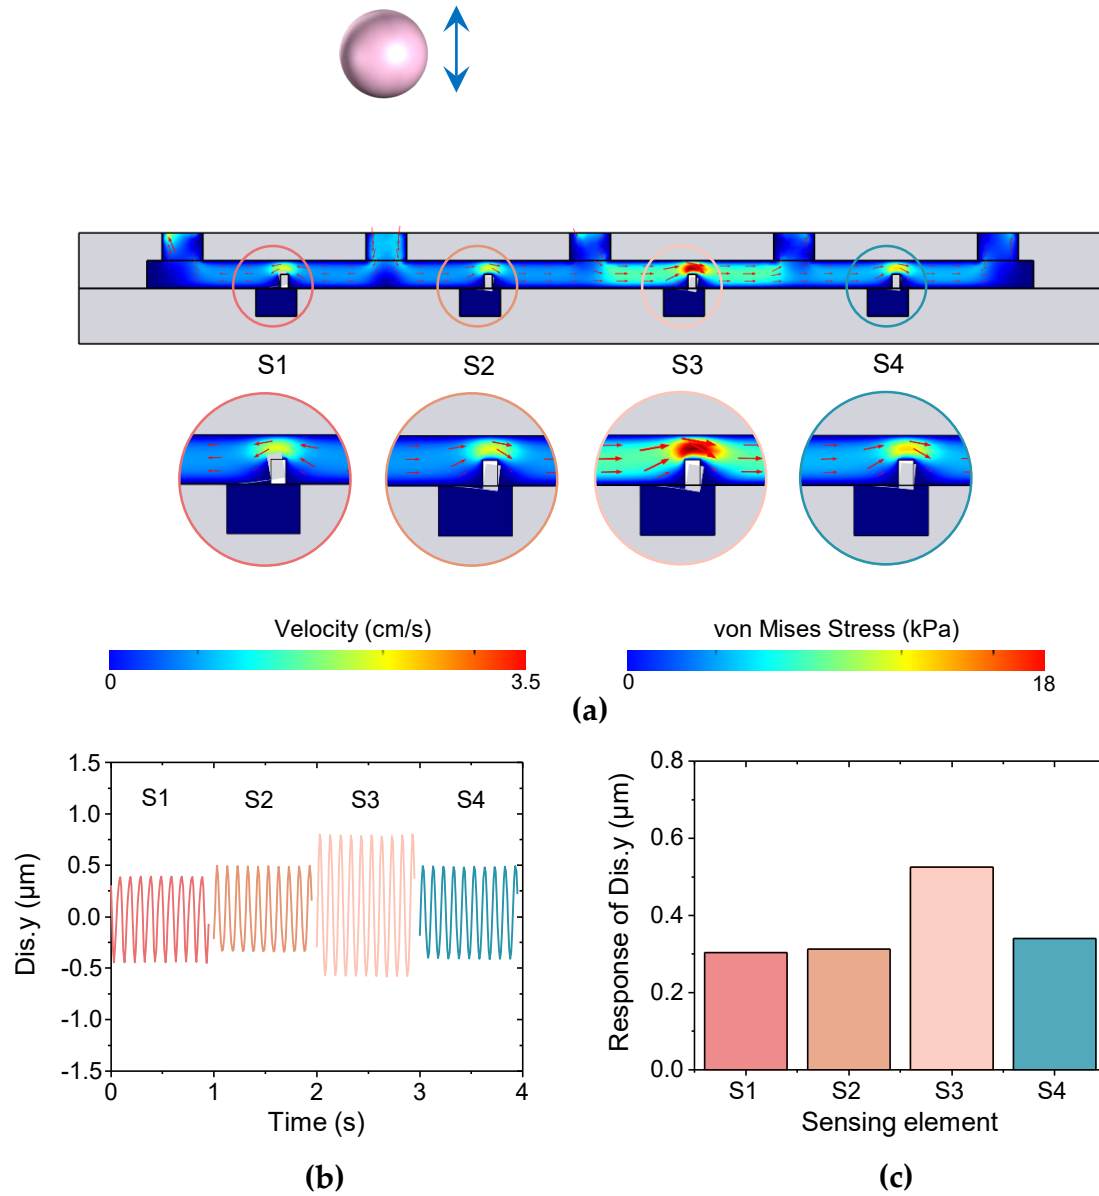 S1 S2 S3 S4
Velocity (cm/s) von Mises Stress (kPa)
0 3.5 0 18
(a)
1.5
1.0
0.5
0.0
-0.5
-1.0
-1.5
Dis.y (μm)
S1 S2 S3 S4
0 1 2 3 4
Time (s)
(b)
0.8
0.6
0.4
0.2
0.0
Response of Dis.y (μm)
S1 S2 S3 S4
Sensing element
(c)